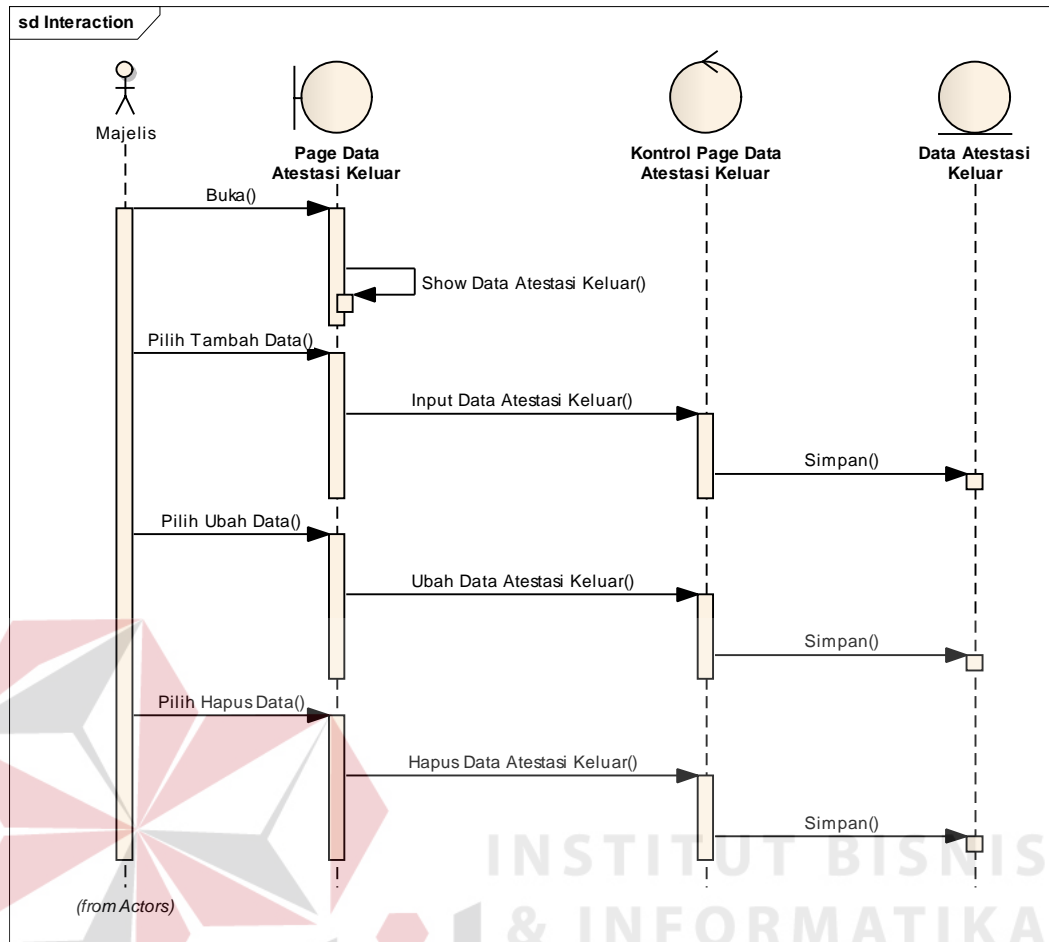 sd Interaction
Majelis
Page Data
Atestasi Keluar
Kontrol Page Data
Atestasi Keluar
Data Atestasi
Keluar
Buka()
Show Data Atestasi Keluar()
Pilih Tambah Data()
Input Data Atestasi Keluar()
Simpan()
Pilih Ubah Data()
Ubah Data Atestasi Keluar()
Simpan()
Pilih Hapus Data()
Hapus Data Atestasi Keluar()
Simpan()
(from Actors)
INSTITUT BISNIS
& INFORMATIKA